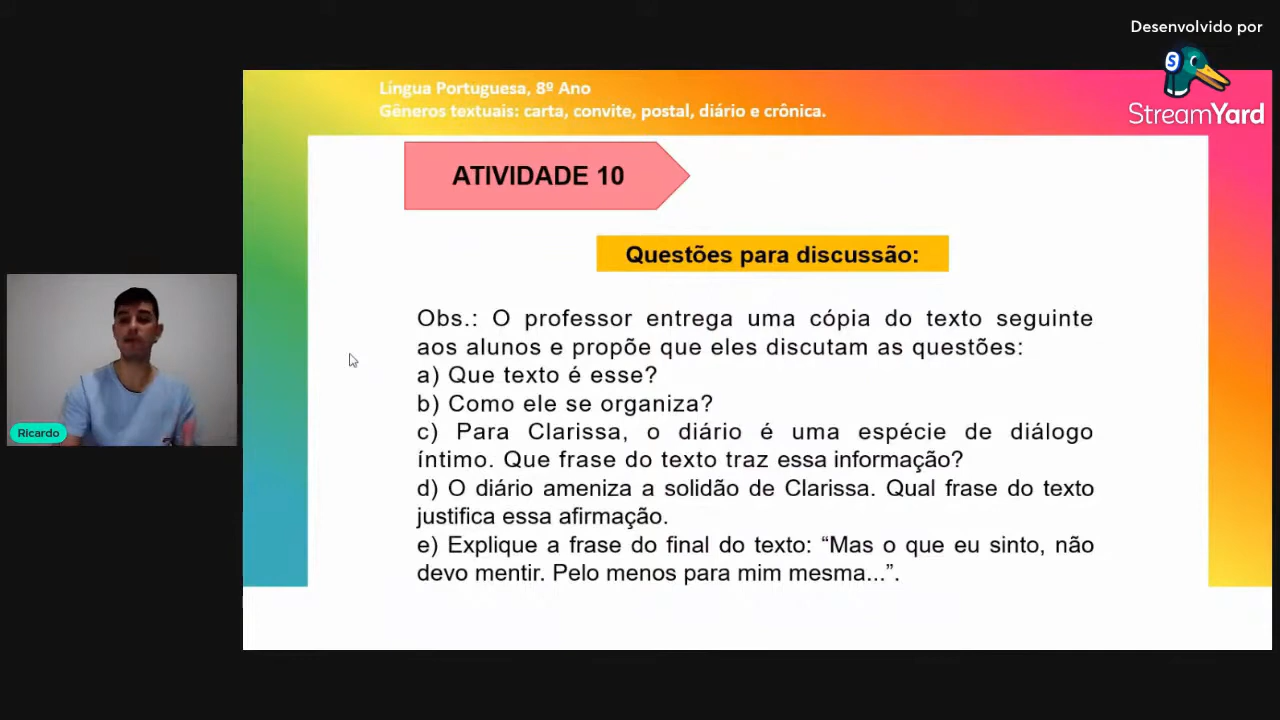 Desenvolvido por
StreamYard
Língua Portuguesa, 8º Ano
Gêneros textuais: carta, convite, postal, diário e crônica.
ATIVIDADE 10
Questões para discussão:
Obs.: O professor entrega uma cópia do texto seguinte
aos alunos e propõe que eles discutam as questões:
a) Que texto é esse?
b) Como ele se organiza?
c) Para Clarissa, o diário é uma espécie de diálogo
íntimo. Que frase do texto traz essa informação?
d) O diário ameniza a solidão de Clarissa. Qual frase do texto
justifica essa afirmação.
e) Explique a frase do final do texto: “Mas o que eu sinto, não
devo mentir. Pelo menos para mim mesma...”.
Ricardo